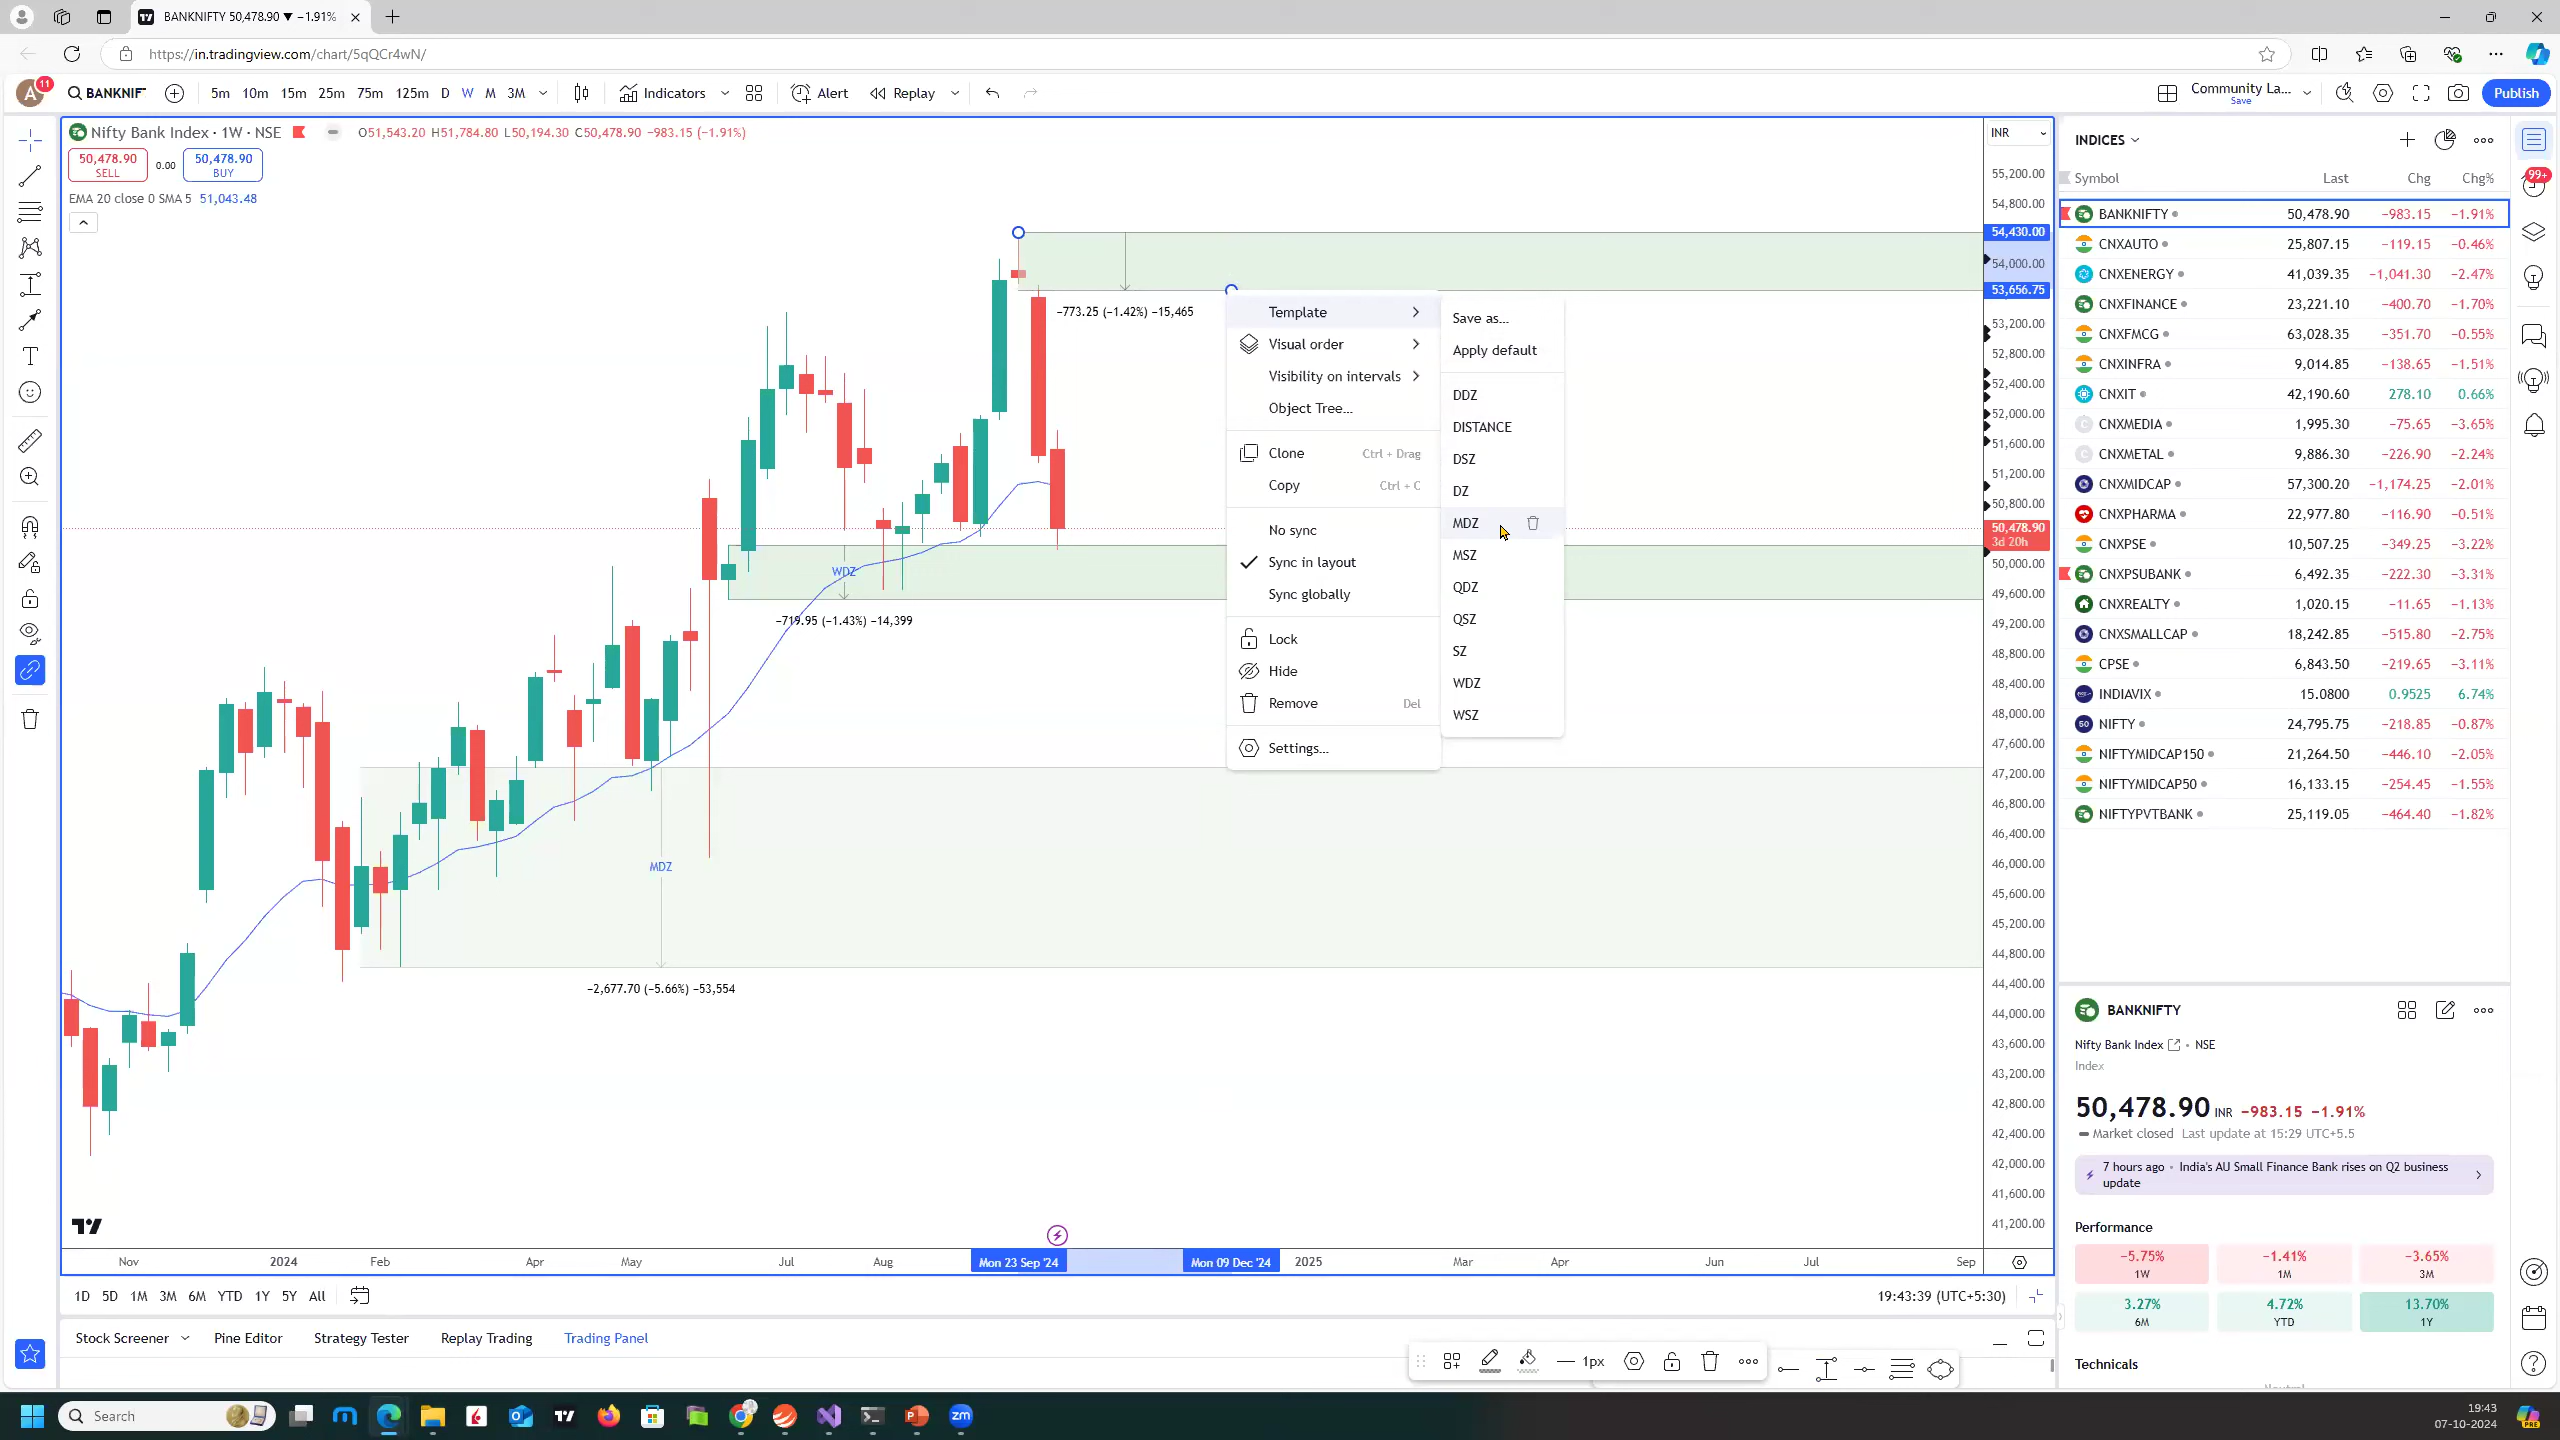 BANKNIFTY 50,478.90 ▼ −1.91%
https://in.tradingview.com/chart/5qQCr4wN/
A 11 BANKNIF 5m 10m 15m 25m 75m 125m D W M 3M Indicators Alert Replay Community La... Save Publish
Nifty Bank Index · 1W · NSE O51,543.20 H51,784.80 L50,194.30 C50,478.90 −983.15 (−1.91%)
50,478.90 SELL 0.00 50,478.90 BUY
EMA 20 close 0 SMA 5 51,043.48
−773.25 (−1.42%) −15,465
WDZ
−719.95 (−1.43%) −14,399
MDZ
−2,677.70 (−5.66%) −53,554
Template
Visual order
Visibility on intervals
Object Tree...
Clone Ctrl + Drag
Copy Ctrl + C
No sync
Sync in layout
Sync globally
Lock
Hide
Remove Del
Settings...
Save as...
Apply default
DDZ
DISTANCE
DSZ
DZ
MDZ
MSZ
QDZ
QSZ
SZ
WDZ
WSZ
INR
55,200.00
54,800.00
54,430.00
54,000.00
53,656.75
53,200.00
52,800.00
52,400.00
52,000.00
51,600.00
51,200.00
50,800.00
50,478.90
3d 20h
50,000.00
49,600.00
49,200.00
48,800.00
48,400.00
48,000.00
47,600.00
47,200.00
46,800.00
46,400.00
46,000.00
45,600.00
45,200.00
44,800.00
44,400.00
44,000.00
43,600.00
43,200.00
42,800.00
42,400.00
42,000.00
41,600.00
41,200.00
Nov 2024 Feb Apr May Jul Aug Mon 23 Sep '24 Mon 09 Dec '24 2025 Mar Apr Jun Jul Sep
1D 5D 1M 3M 6M YTD 1Y 5Y All 19:43:39 (UTC+5:30)
Stock Screener Pine Editor Strategy Tester Replay Trading Trading Panel
1px
INDICES
99+
Symbol Last Chg Chg%
BANKNIFTY 50,478.90 −983.15 −1.91%
CNXAUTO 25,807.15 −119.15 −0.46%
CNXENERGY 41,039.35 −1,041.30 −2.47%
CNXFINANCE 23,221.10 −400.70 −1.70%
CNXFMCG 63,028.35 −351.70 −0.55%
CNXINFRA 9,014.85 −138.65 −1.51%
CNXIT 42,190.60 278.10 0.66%
CNXMEDIA 1,995.30 −75.65 −3.65%
CNXMETAL 9,886.30 −226.90 −2.24%
CNXMIDCAP 57,300.20 −1,174.25 −2.01%
CNXPHARMA 22,977.80 −116.90 −0.51%
CNXPSE 10,507.25 −349.25 −3.22%
CNXPSUBANK 6,492.35 −222.30 −3.31%
CNXREALTY 1,020.15 −11.65 −1.13%
CNXSMALLCAP 18,242.85 −515.80 −2.75%
CPSE 6,843.50 −219.65 −3.11%
INDIAVIX 15.0800 0.9525 6.74%
50 NIFTY 24,795.75 −218.85 −0.87%
NIFTYMIDCAP150 21,264.50 −446.10 −2.05%
NIFTYMIDCAP50 16,133.15 −254.45 −1.55%
NIFTYPVTBANK 25,119.05 −464.40 −1.82%
BANKNIFTY
Nifty Bank Index • NSE
Index
50,478.90 INR −983.15 −1.91%
Market closed Last update at 15:29 UTC+5.5
7 hours ago • India's AU Small Finance Bank rises on Q2 business
update
Performance
−5.75% −1.41% −3.65%
1W 1M 3M
3.27% 4.72% 13.70%
6M YTD 1Y
Technicals
Search zm PRE
19:43
07-10-2024